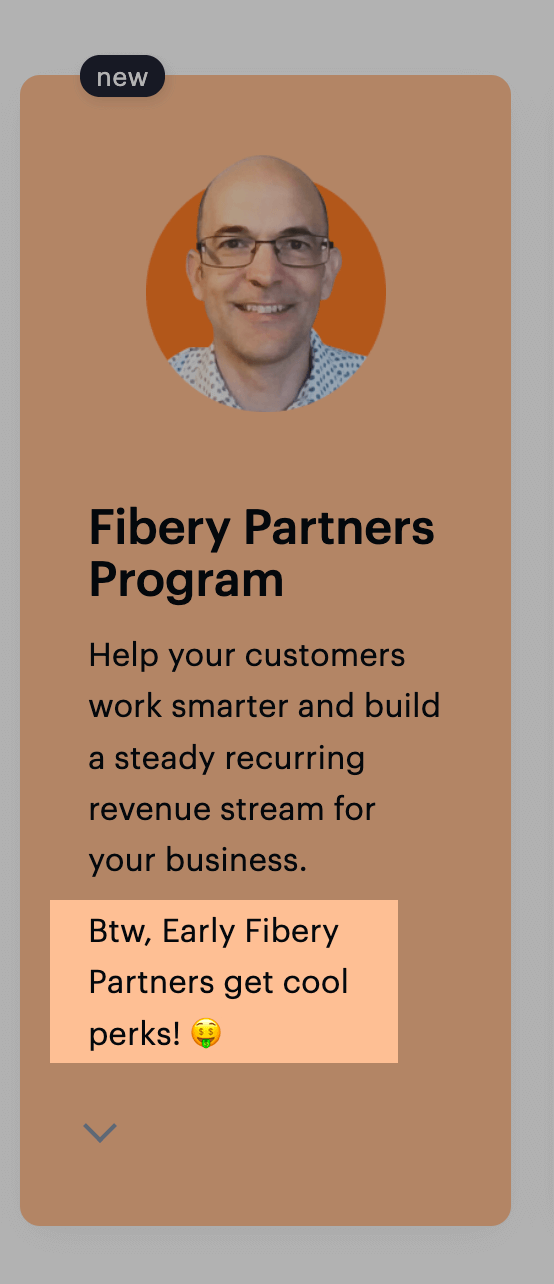 new
Fibery Partners
Program
Help your customers
work smarter and build
a steady recurring
revenue stream for
your business.
Btw, Early Fibery
Partners get cool
perks! 🤑